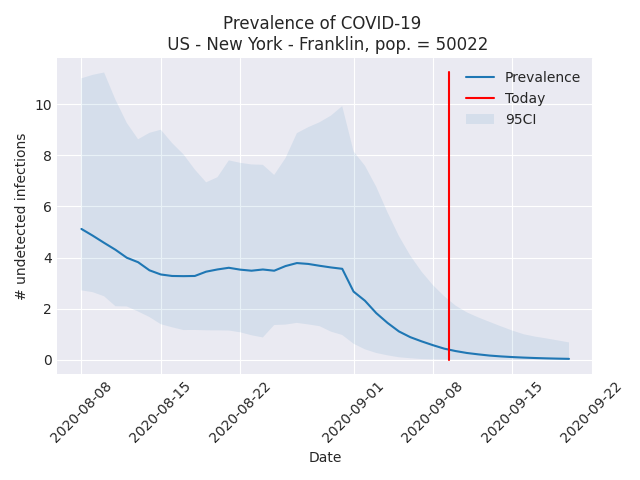 Prevalence of COVID-19
US - New York - Franklin, pop. = 50022
Prevalence
Today
95CI
# undetected infections
10
8
6
4
2
0
2020-08-08
2020-08-15
2020-08-22
2020-09-01
2020-09-08
2020-09-15
2020-09-22
Date